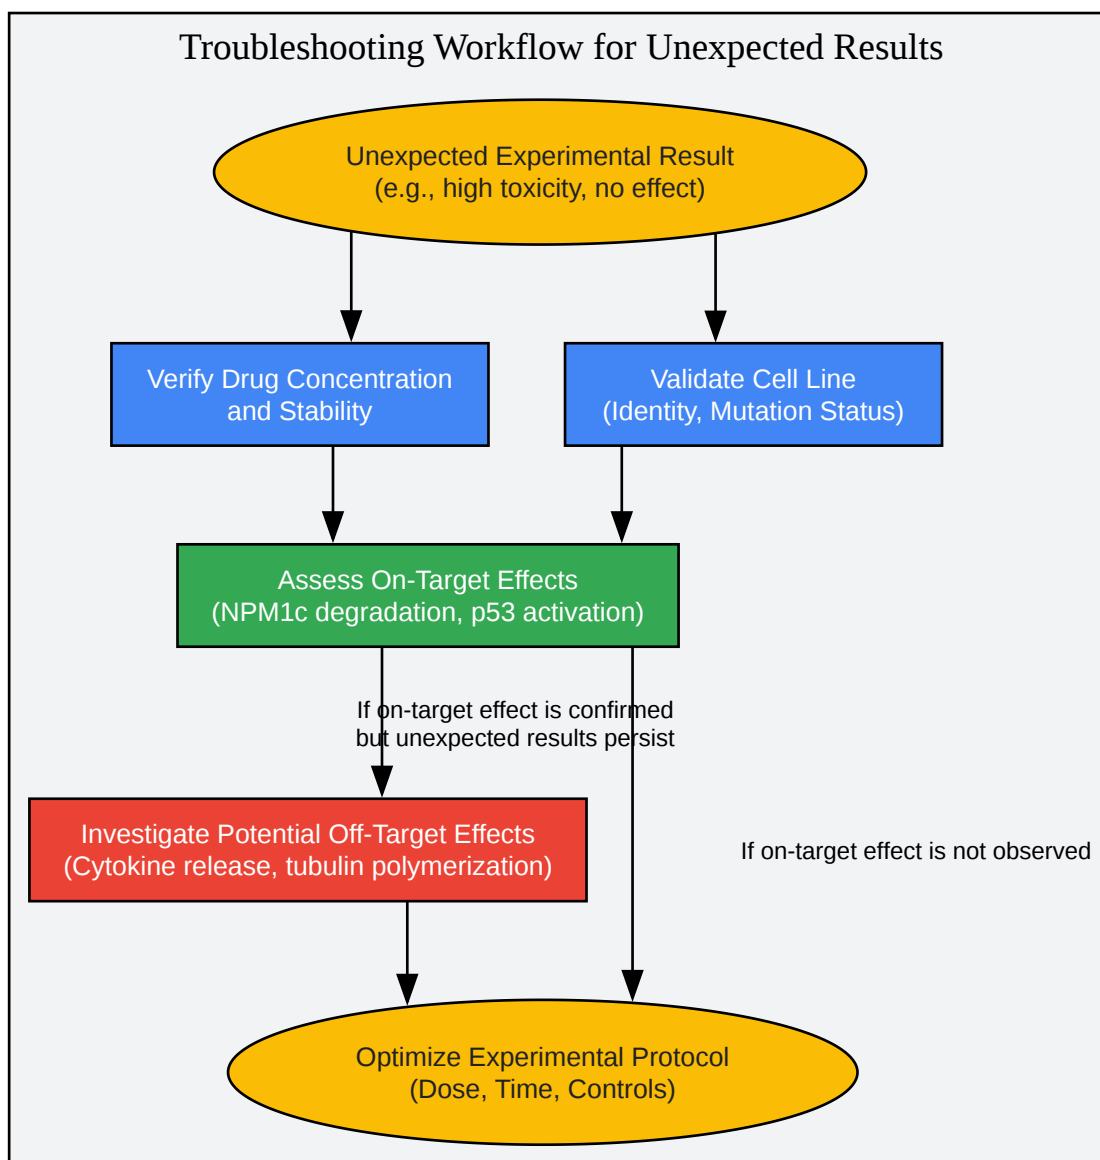 Troubleshooting Workflow for Unexpected Results
Unexpected Experimental Result
(e.g., high toxicity, no effect)
Verify Drug Concentration
and Stability
Validate Cell Line
(Identity, Mutation Status)
Assess On-Target Effects
(NPM1c degradation, p53 activation)
If on-target effect is confirmed
but unexpected results persist
Investigate Potential Off-Target Effects
(Cytokine release, tubulin polymerization)
If on-target effect is not observed
Optimize Experimental Protocol
(Dose, Time, Controls)